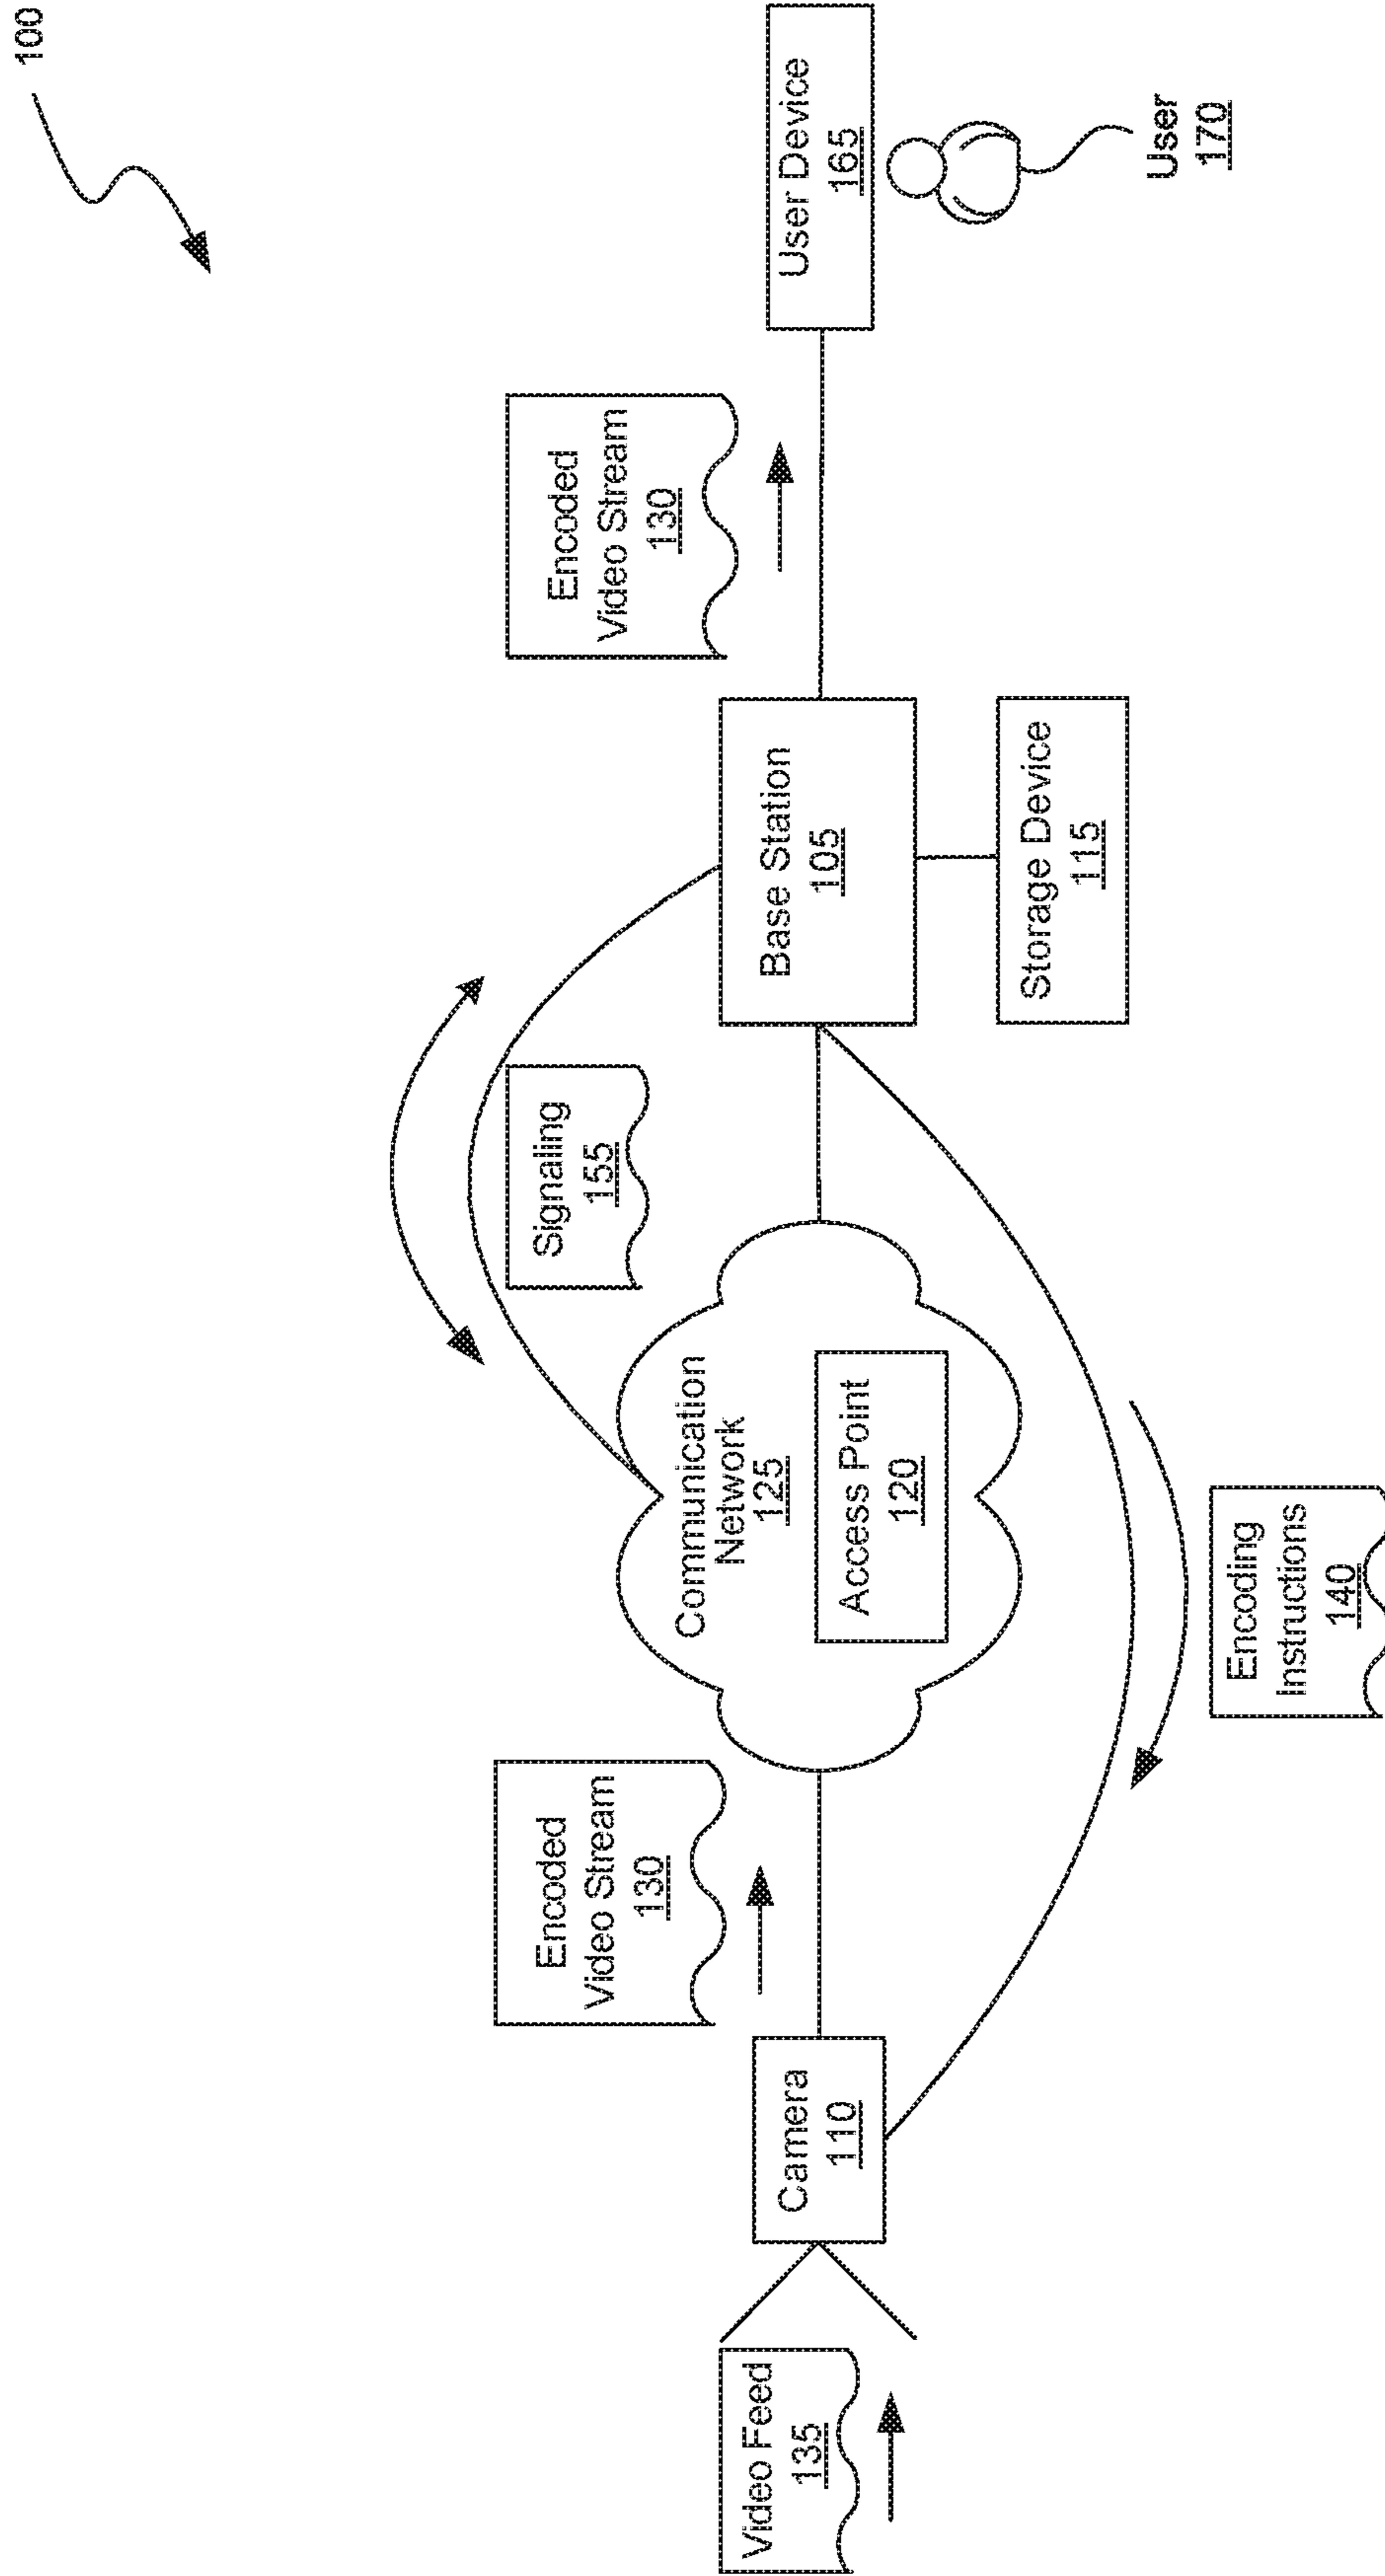 100
Video Feed
135
Camera
110
Encoded
Video Stream
130
Communication
Network
125
Access Point
120
Signaling
155
Encoding
Instructions
140
Base Station
105
Storage Device
115
Encoded
Video Stream
130
User Device
165
User
170